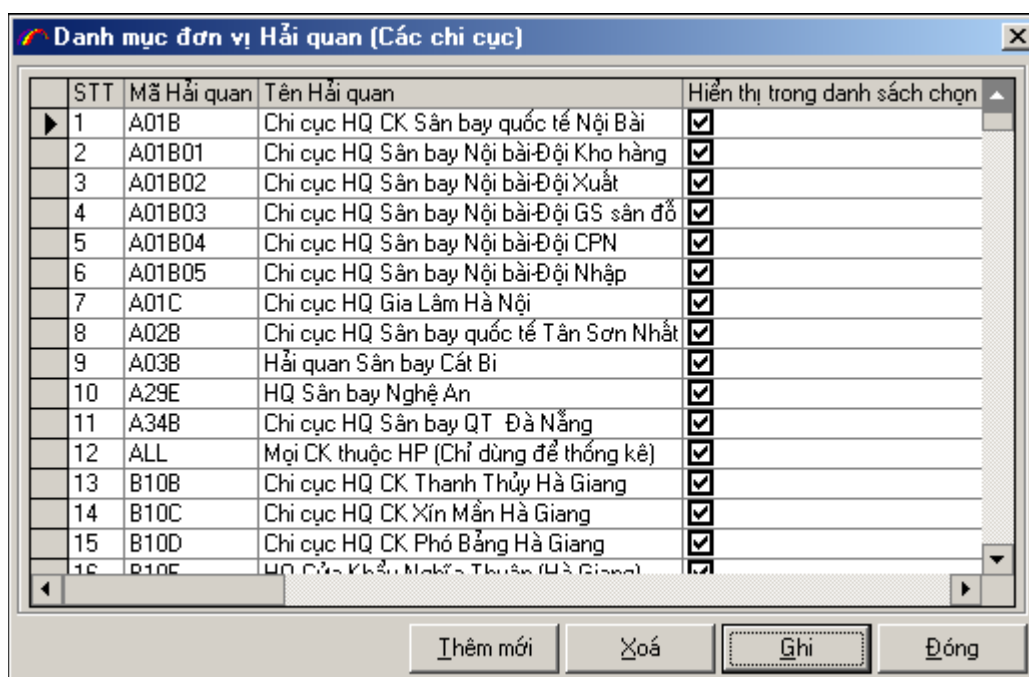 Danh mục đơn vị Hải quan (Các chi cục)
STT Mã Hải quan Tên Hải quan Hiển thị trong danh sách chọn
1 A01B Chi cục HQ CK Sân bay quốc tế Nội Bài
2 A01B01 Chi cục HQ Sân bay Nội bài-Đội Kho hàng
3 A01B02 Chi cục HQ Sân bay Nội bài-Đội Xuất
4 A01B03 Chi cục HQ Sân bay Nội bài-Đội GS sân đỗ
5 A01B04 Chi cục HQ Sân bay Nội bài-Đội CPN
6 A01B05 Chi cục HQ Sân bay Nội bài-Đội Nhập
7 A01C Chi cục HQ Gia Lâm Hà Nội
8 A02B Chi cục HQ Sân bay quốc tế Tân Sơn Nhất
9 A03B Hải quan Sân bay Cát Bi
10 A29E HQ Sân bay Nghệ An
11 A34B Chi cục HQ Sân bay QT Đà Nẵng
12 ALL Mọi CK thuộc HP (Chỉ dùng để thống kê)
13 B10B Chi cục HQ CK Thanh Thủy Hà Giang
14 B10C Chi cục HQ CK Xín Mần Hà Giang
15 B10D Chi cục HQ CK Phó Bảng Hà Giang
16 B10E HQ Cửa Khẩu Nghĩa Thuận (Hà Giang)
Thêm mới Xoá Ghi Đóng